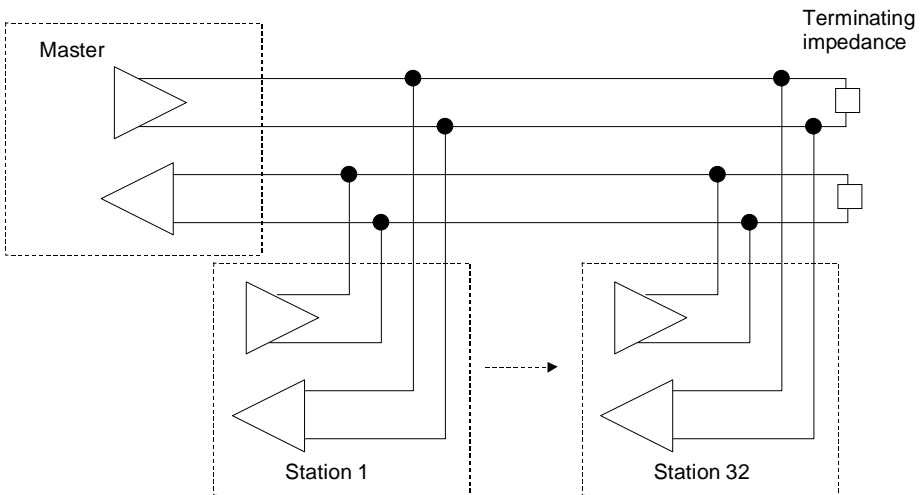 Terminating
impedance
Master
Station 1
Station 32